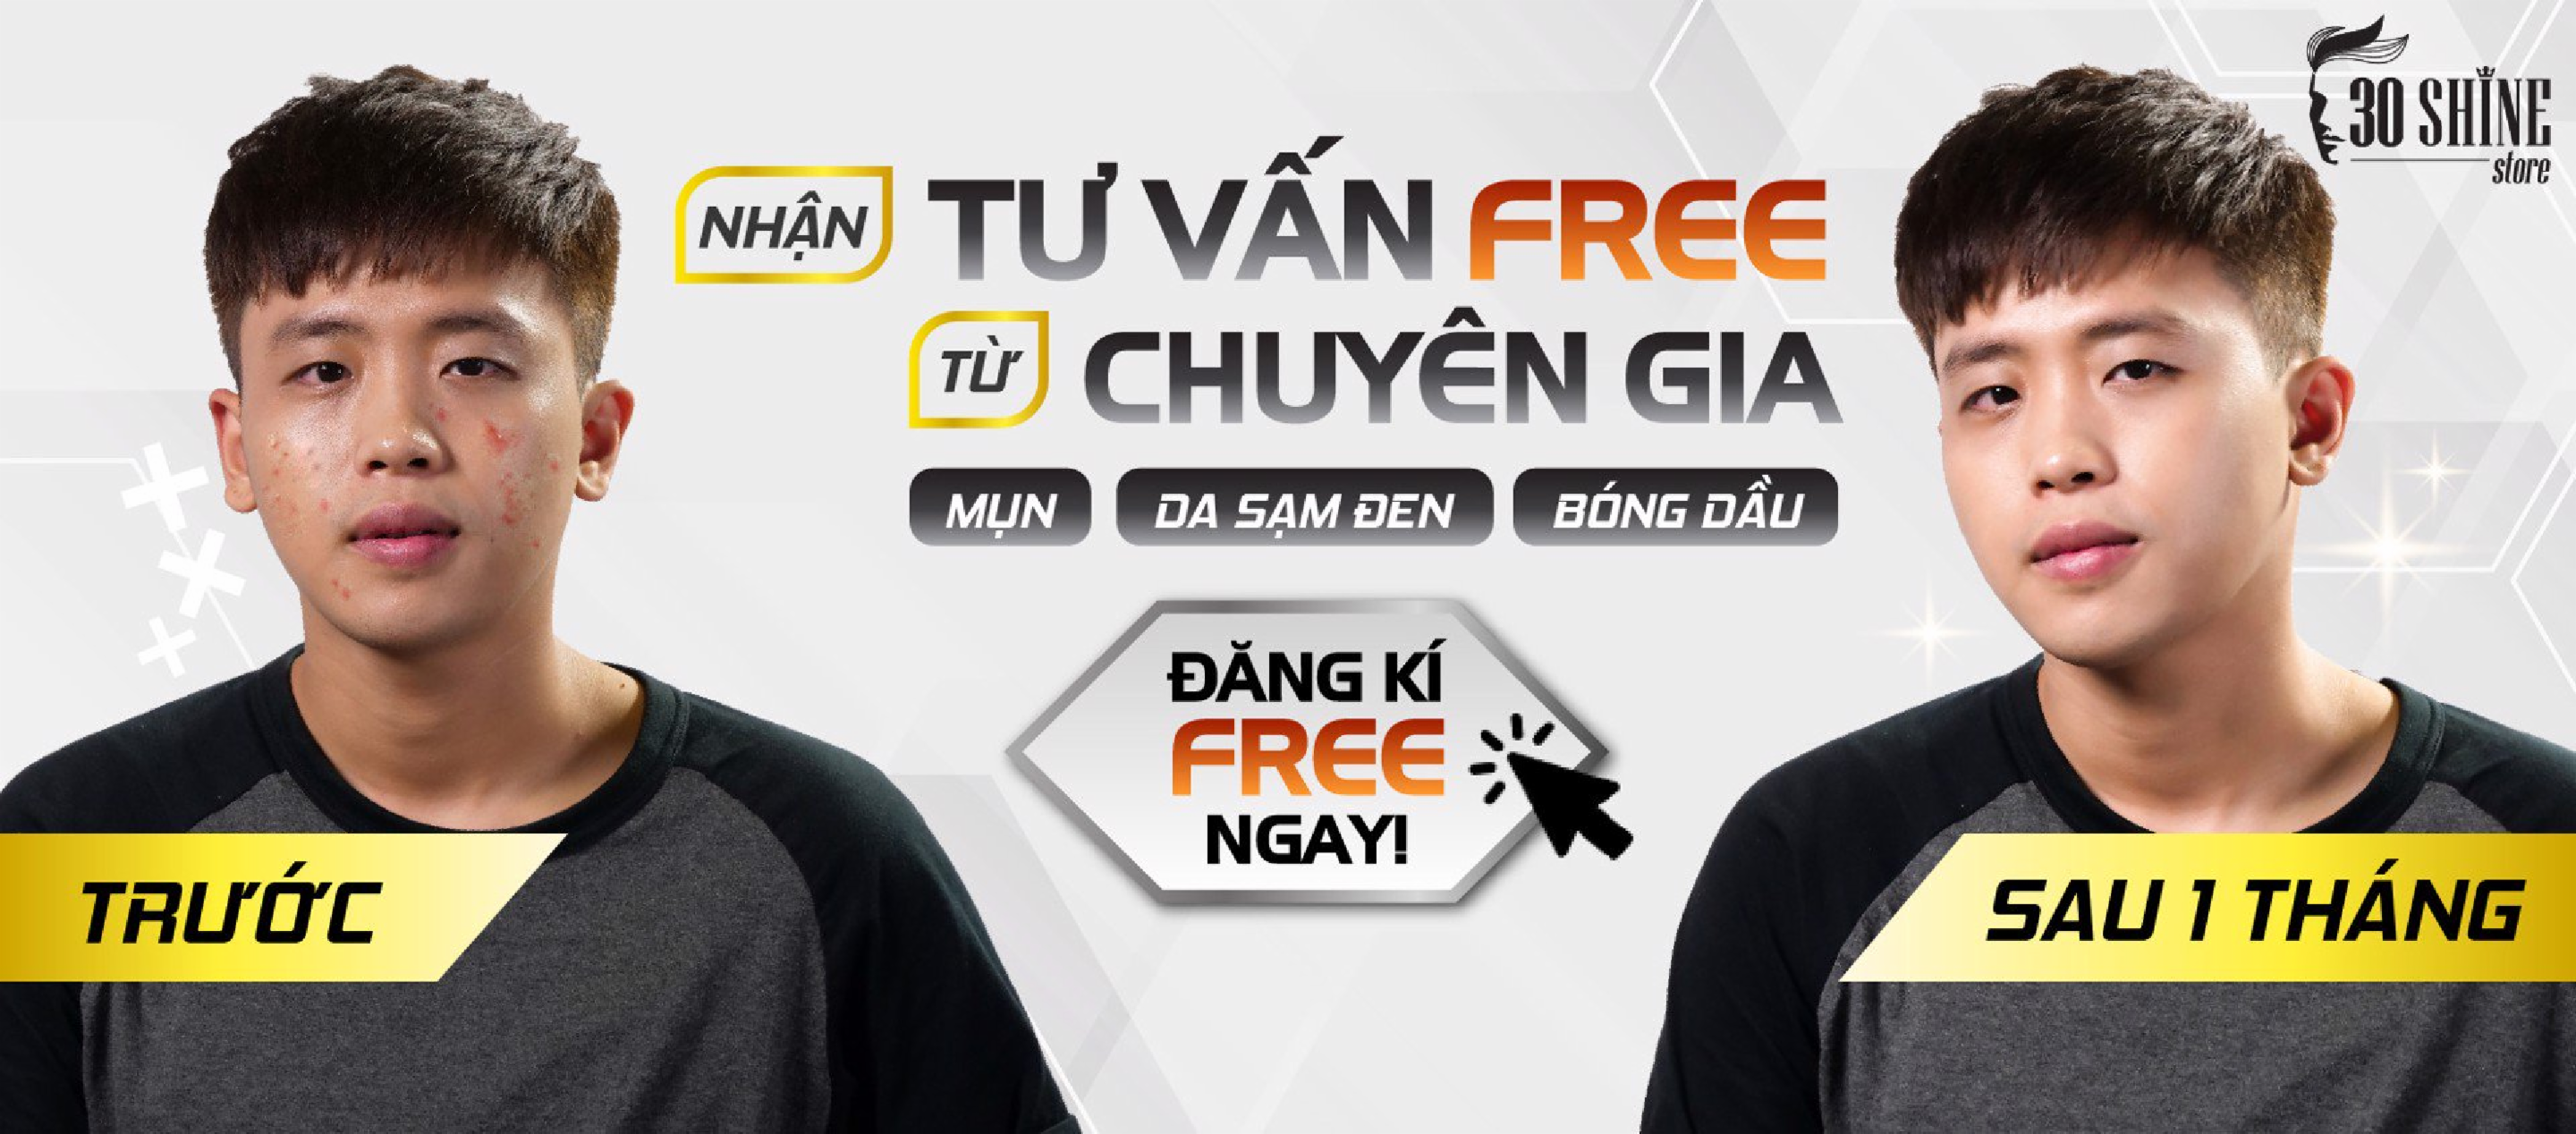 30 SHINE
store
NHẬN TƯ VẤN FREE
TỪ CHUYÊN GIA
MỤN DA SẠM ĐEN BÓNG DẦU
ĐĂNG KÍ
FREE
NGAY!
TRƯỚC
SAU 1 THÁNG